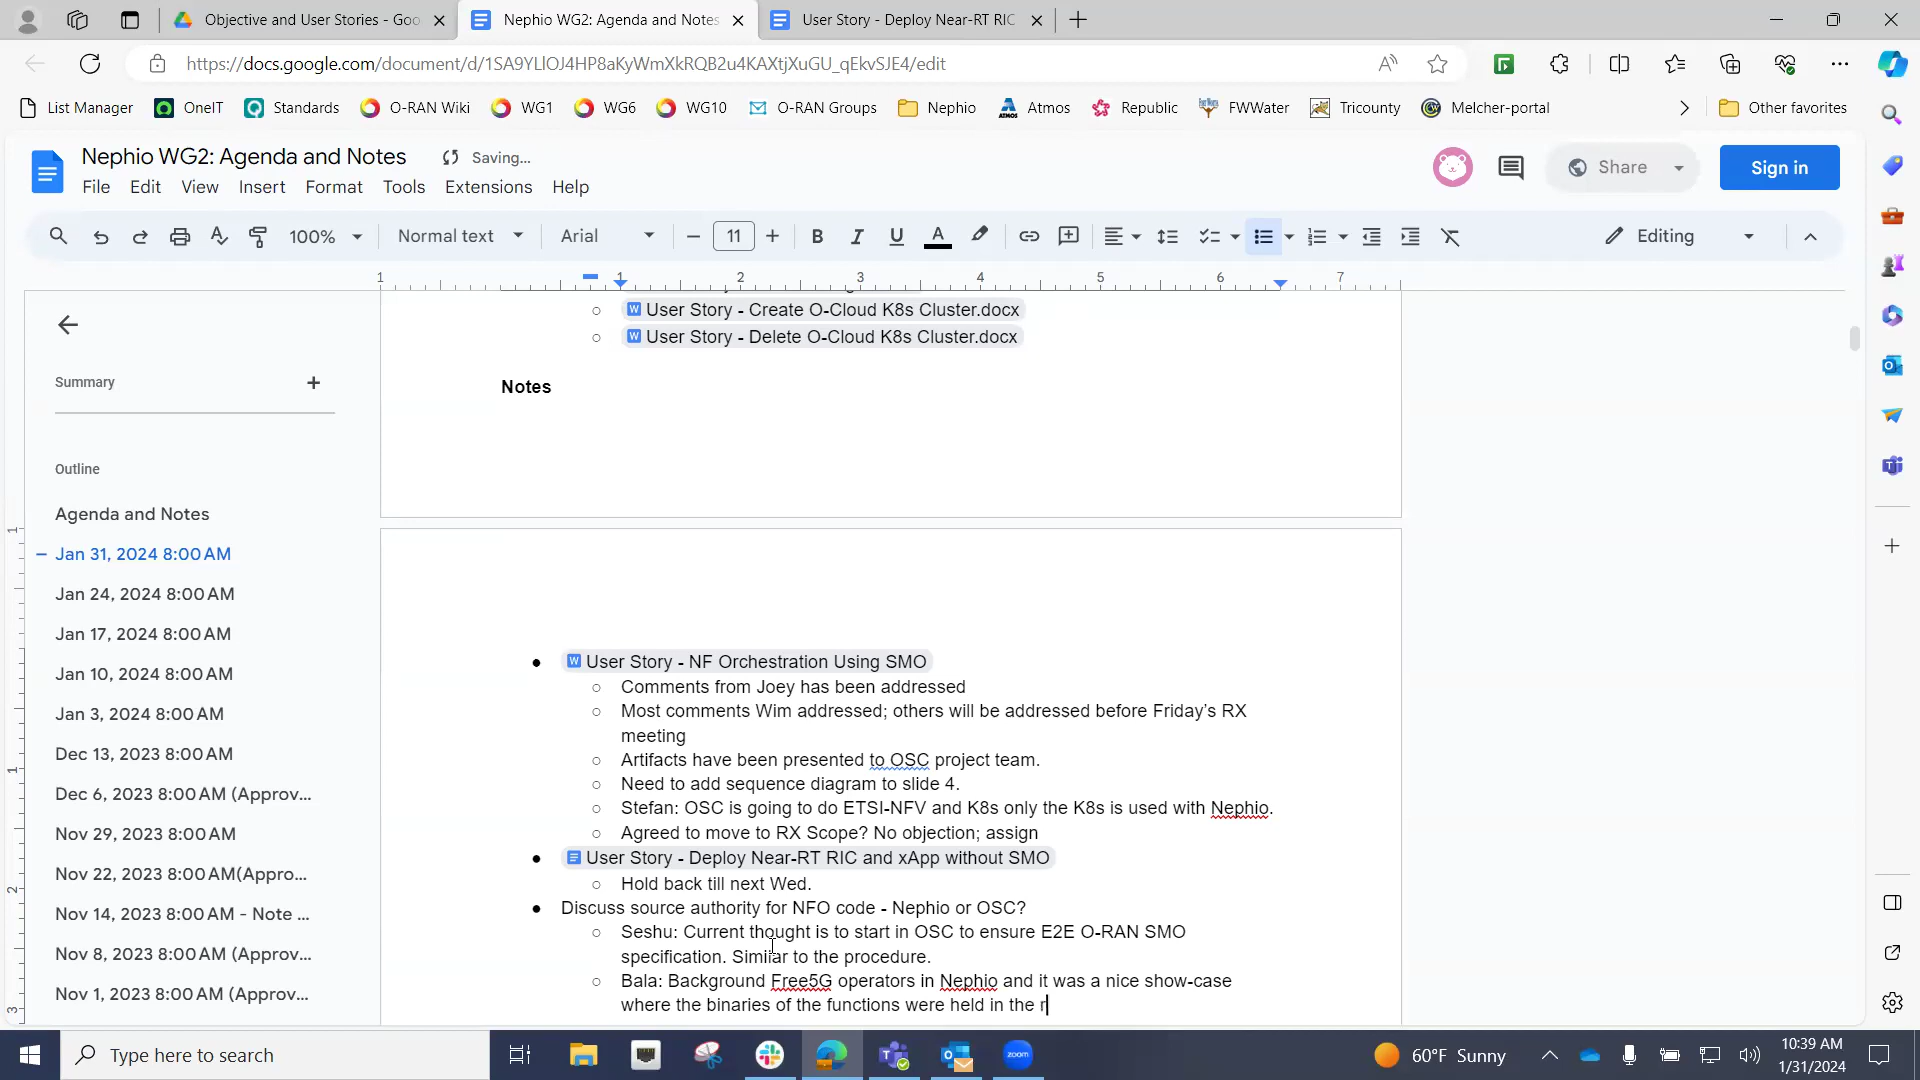 Objective and User Stories - Goo
Nephio WG2: Agenda and Notes
User Story - Deploy Near-RT RIC
https://docs.google.com/document/d/1SA9YLlOJ4HP8aKyWmXkRQB2u4KAXtjXuGU_qEkvSJE4/edit
List Manager
OneIT
Standards
O-RAN Wiki
WG1
WG6
WG10
O-RAN Groups
Nephio
Atmos
Republic
FWWater
Tricounty
Melcher-portal
Other favorites
Nephio WG2: Agenda and Notes
Saving...
File Edit View Insert Format Tools Extensions Help
Share
Sign in
100%
Normal text
Arial
11
Editing
1 1 2 3 4 5 6 7
Summary
Outline
Agenda and Notes
Jan 31, 2024 8:00 AM
Jan 24, 2024 8:00 AM
Jan 17, 2024 8:00 AM
Jan 10, 2024 8:00 AM
Jan 3, 2024 8:00 AM
Dec 13, 2023 8:00 AM
Dec 6, 2023 8:00 AM (Approv...
Nov 29, 2023 8:00 AM
Nov 22, 2023 8:00 AM(Appro...
Nov 14, 2023 8:00 AM - Note ...
Nov 8, 2023 8:00 AM (Approv...
Nov 1, 2023 8:00 AM (Approv...
User Story - Create O-Cloud K8s Cluster.docx
User Story - Delete O-Cloud K8s Cluster.docx
Notes
User Story - NF Orchestration Using SMO
Comments from Joey has been addressed
Most comments Wim addressed; others will be addressed before Friday's RX
meeting
Artifacts have been presented to OSC project team.
Need to add sequence diagram to slide 4.
Stefan: OSC is going to do ETSI-NFV and K8s only the K8s is used with Nephio.
Agreed to move to RX Scope? No objection; assign
User Story - Deploy Near-RT RIC and xApp without SMO
Hold back till next Wed.
Discuss source authority for NFO code - Nephio or OSC?
Seshu: Current thought is to start in OSC to ensure E2E O-RAN SMO
specification. Similar to the procedure.
Bala: Background Free5G operators in Nephio and it was a nice show-case
where the binaries of the functions were held in the r
Type here to search
60°F Sunny
10:39 AM
1/31/2024